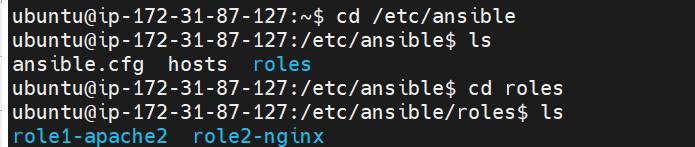 ubuntu@ip-172-31-87-127:~$ cd /etc/ansible
ubuntu@ip-172-31-87-127:/etc/ansible$ ls
ansible.cfg  hosts  roles
ubuntu@ip-172-31-87-127:/etc/ansible$ cd roles
ubuntu@ip-172-31-87-127:/etc/ansible/roles$ ls
role1-apache2  role2-nginx